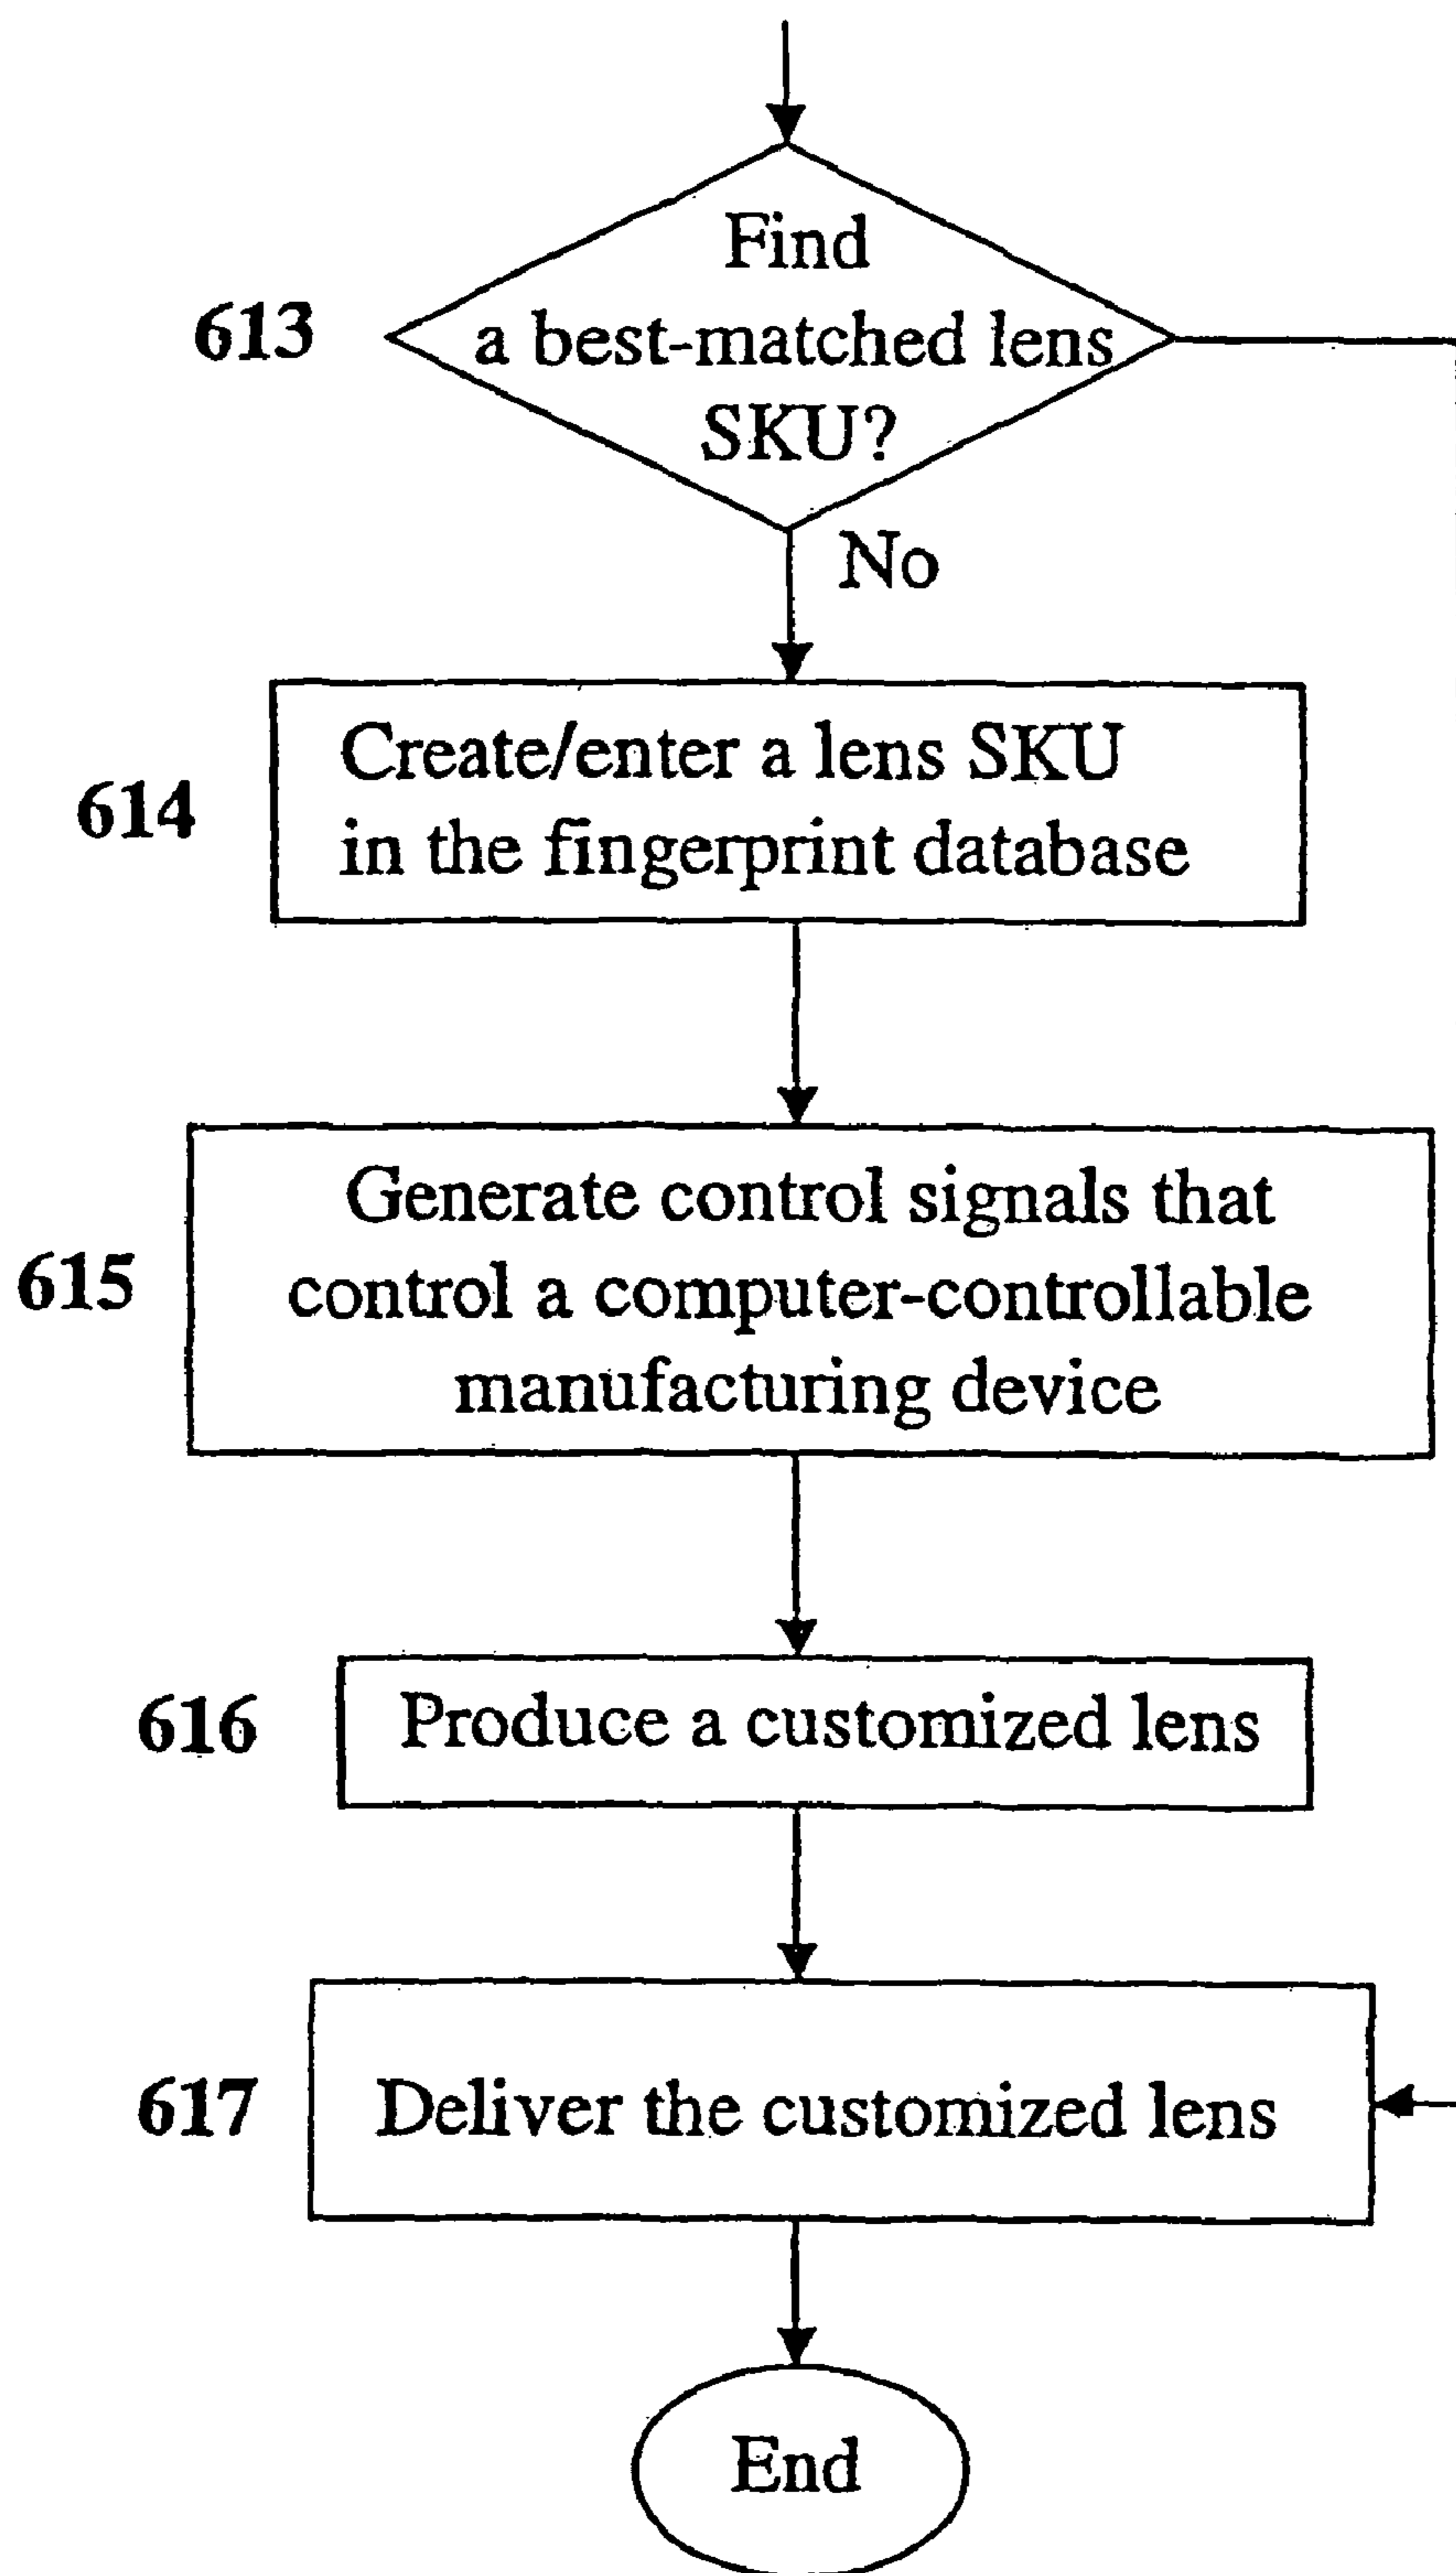 Find
613
a best-matched lens
SKU?
No
Create/enter a lens SKU
614
in the fingerprint database
Generate control signals that
615
control a computer-controllable
manufacturing device
616
Produce a customized lens
617
Deliver the customized lens
End